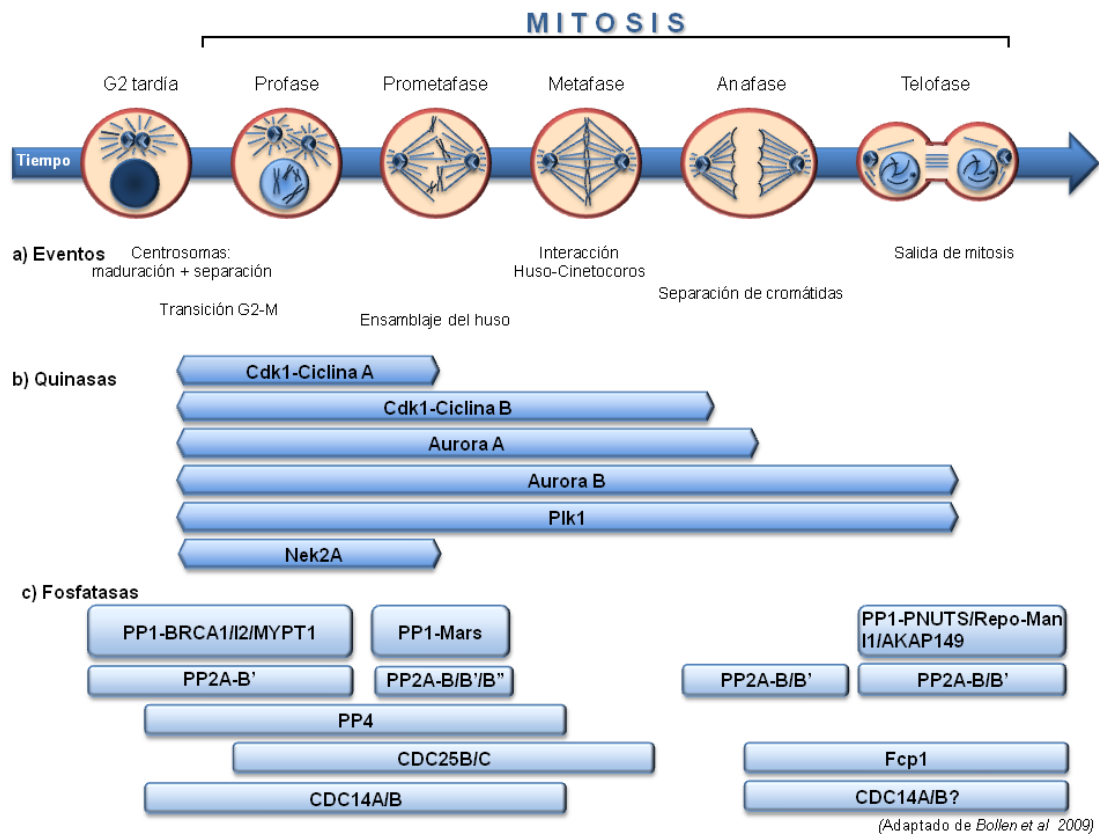 MITOSIS
G2 tardía
Profase
Prometafase
Metafase
Anafase
Telofase
Tiempo
a) Eventos
Centrosomas:
maduración + separación
Interacción
Huso-Cinetocoros
Salida de mitosis
Separación de cromátidas
Transición G2-M
Ensamblaje del huso
b) Quinasas
Cdk1-Ciclina A
Cdk1-Ciclina B
Aurora A
Aurora B
Plk1
Nek2A
c) Fosfatasas
PP1-BRCA1/I2/MYPT1
PP1-Mars
PP1-PNUTS/Repo-Man
I1/AKAP149
PP2A-B'
PP2A-B/B'/B"
PP2A-B/B'
PP2A-B/B'
PP4
CDC25B/C
Fcp1
CDC14A/B
CDC14A/B?
(Adaptado de Bollen et al 2009)